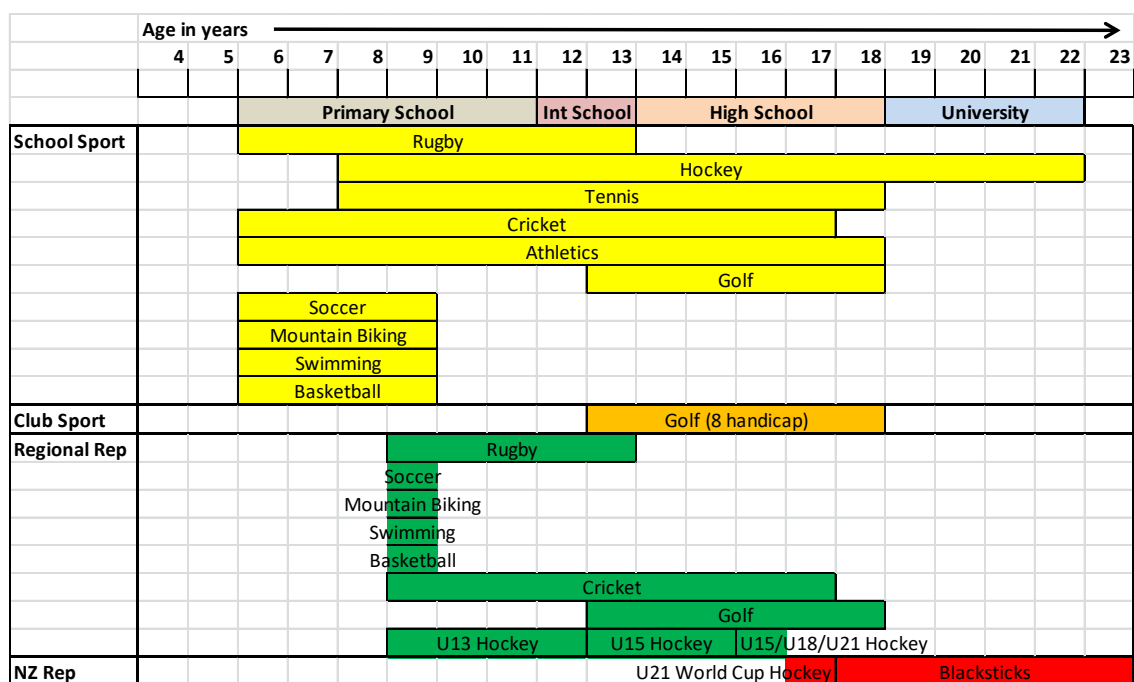 Age in years
4 5 6 7 8 9 10 11 12 13 14 15 16 17 18 19 20 21 22 23
Primary School Int School High School University
School Sport Rugby
Hockey
Tennis
Cricket
Athletics
Golf
Soccer
Mountain Biking
Swimming
Basketball
Club Sport Golf (8 handicap)
Regional Rep Rugby
Soccer
Mountain Biking
Swimming
Basketball
Cricket
Golf
U13 Hockey U15 Hockey U15/U18/U21 Hockey
NZ Rep U21 World Cup Hockey Blacksticks